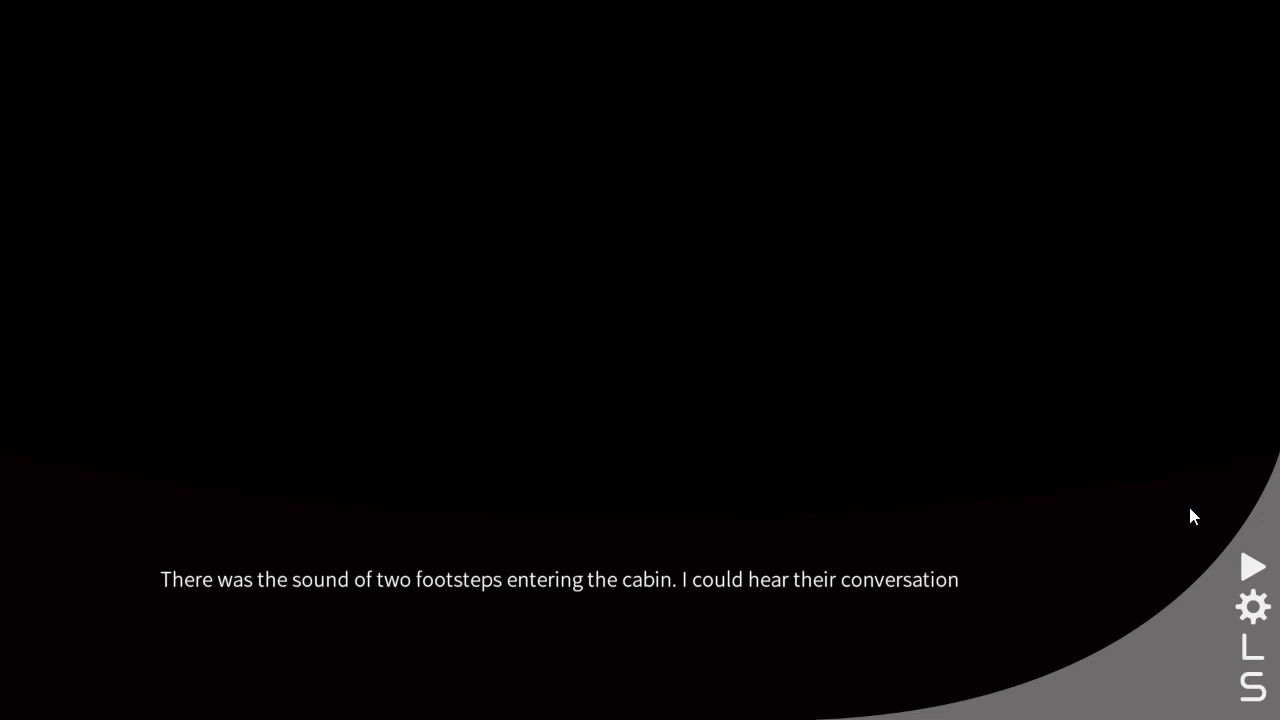 There was the sound of two footsteps entering the cabin. I could hear their conversation
L
S